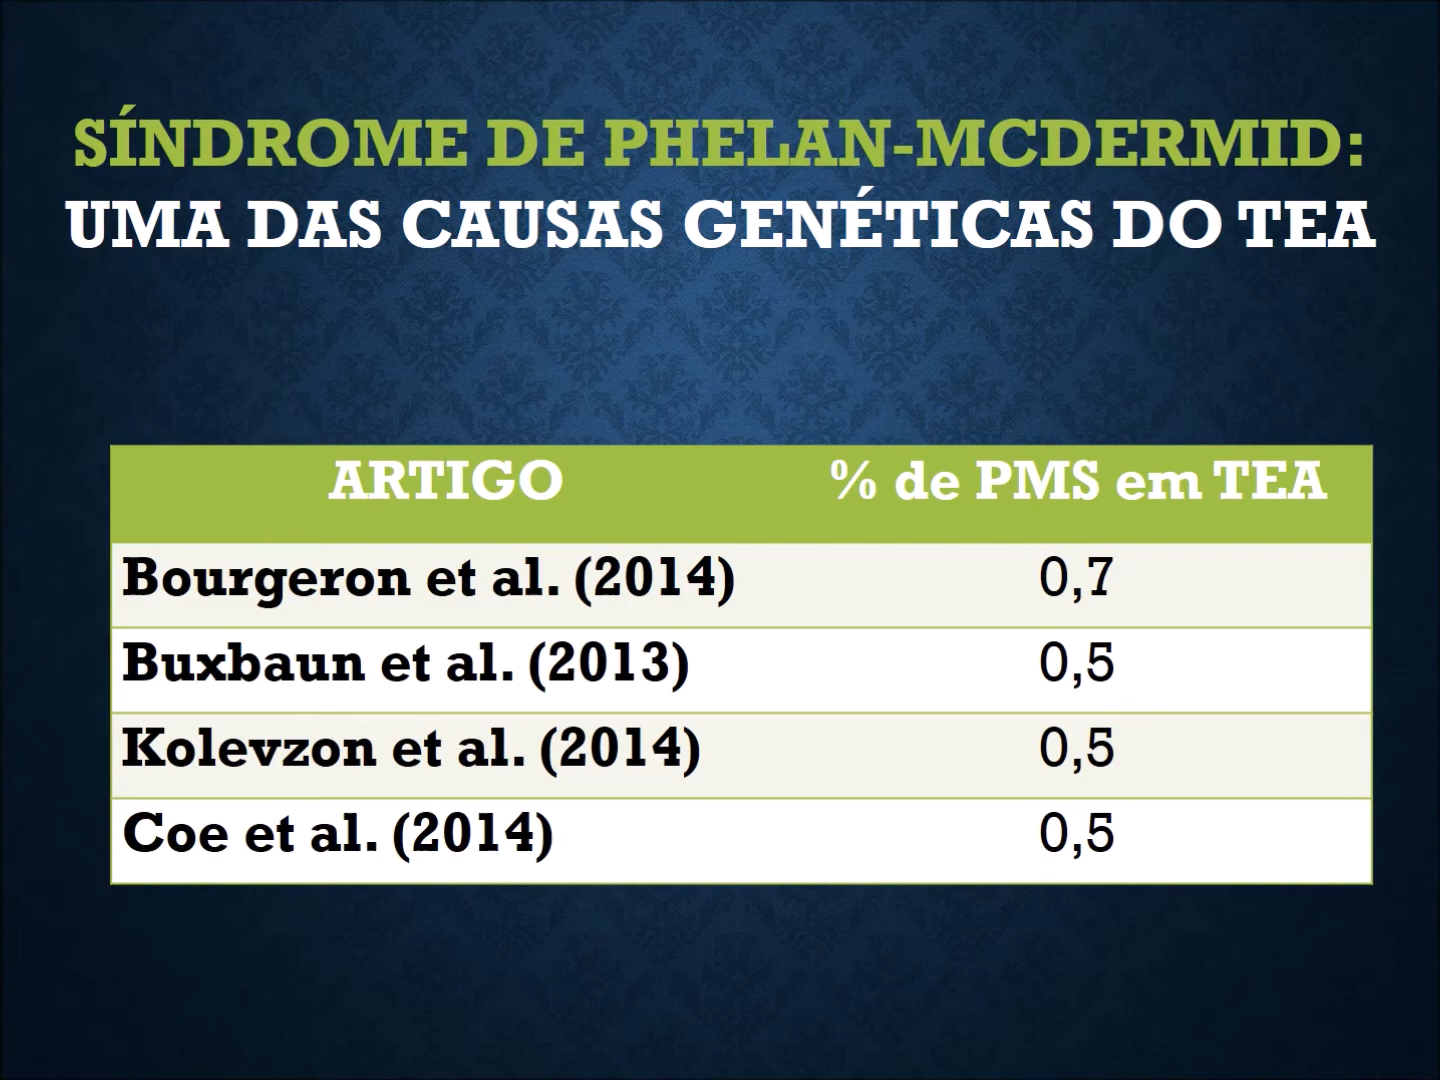 SÍNDROME DE PHELAN-MCDERMID:
UMA DAS CAUSAS GENÉTICAS DO TEA
ARTIGO % de PMS em TEA
Bourgeron et al. (2014) 0,7
Buxbaun et al. (2013) 0,5
Kolevzon et al. (2014) 0,5
Coe et al. (2014) 0,5